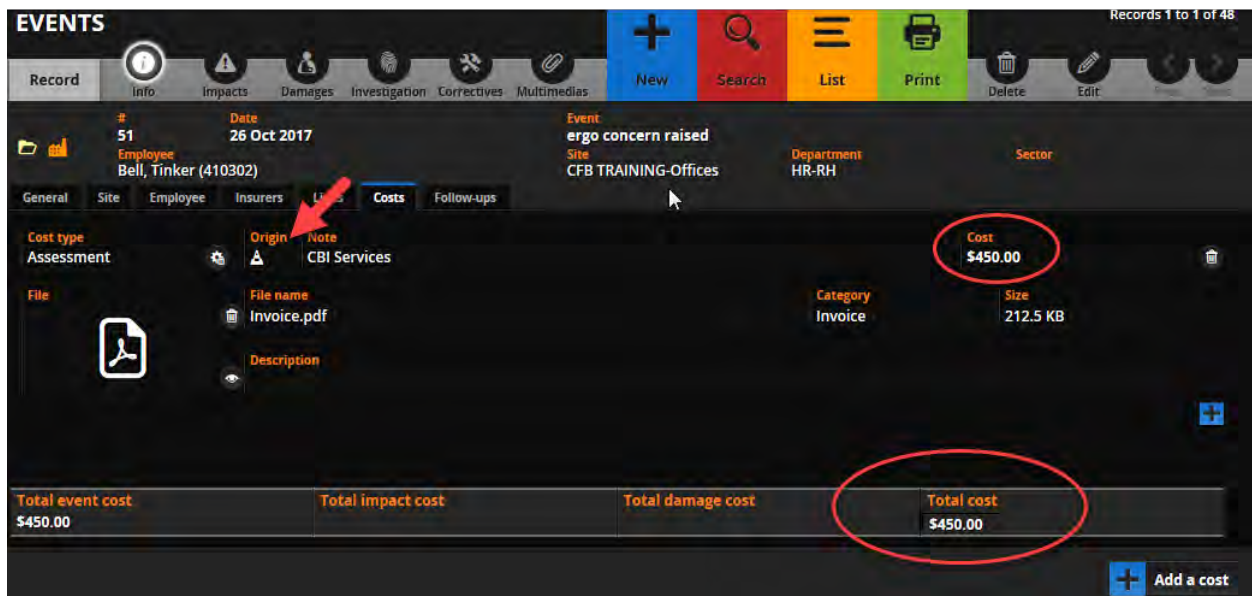 EVENTS
Records 1 to 1 of 48
Record
Info
Impacts
Damages
Investigation
Correctives
Multimedias
New
Search
List
Print
Delete
Edit
# Date Event
51 26 Oct 2017 ergo concern raised
Employee Site Department Sector
Bell, Tinker (410302) CFB TRAINING-Offices HR-RH
General Site Employee Insurers Costs Follow-ups
Cost type Origin Note Cost
Assessment CBI Services $450.00
File File name Category Size
Invoice.pdf Invoice 212.5 KB
Description
Total event cost Total impact cost Total damage cost Total cost
$450.00 $450.00
Add a cost